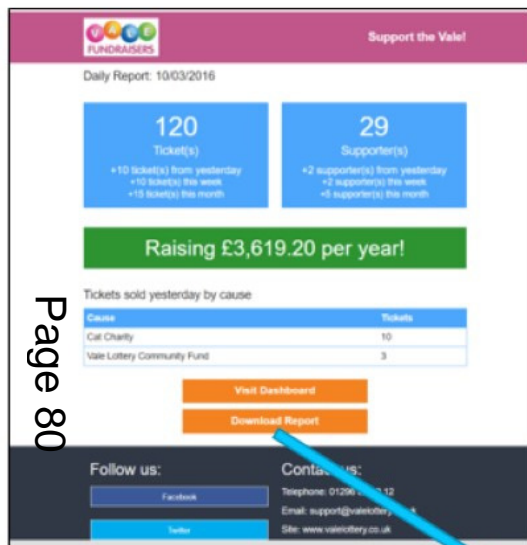 VALE
FUNDRAISERS
Support the Vale!
Daily Report: 10/03/2016
120
Ticket(s)
+10 ticket(s) from yesterday
+10 ticket(s) this week
+15 ticket(s) this month
29
Supporter(s)
+2 supporter(s) from yesterday
+2 supporter(s) this week
+5 supporter(s) this month
Raising £3,619.20 per year!
Tickets sold yesterday by cause
Cause Tickets
Cat Charity 10
Vale Lottery Community Fund 3
Visit Dashboard
Download Report
Page 80
Follow us:
Facebook
Twitter
us:
Telephone: 01296 12
Email:
Site: www.valelottery.co.uk